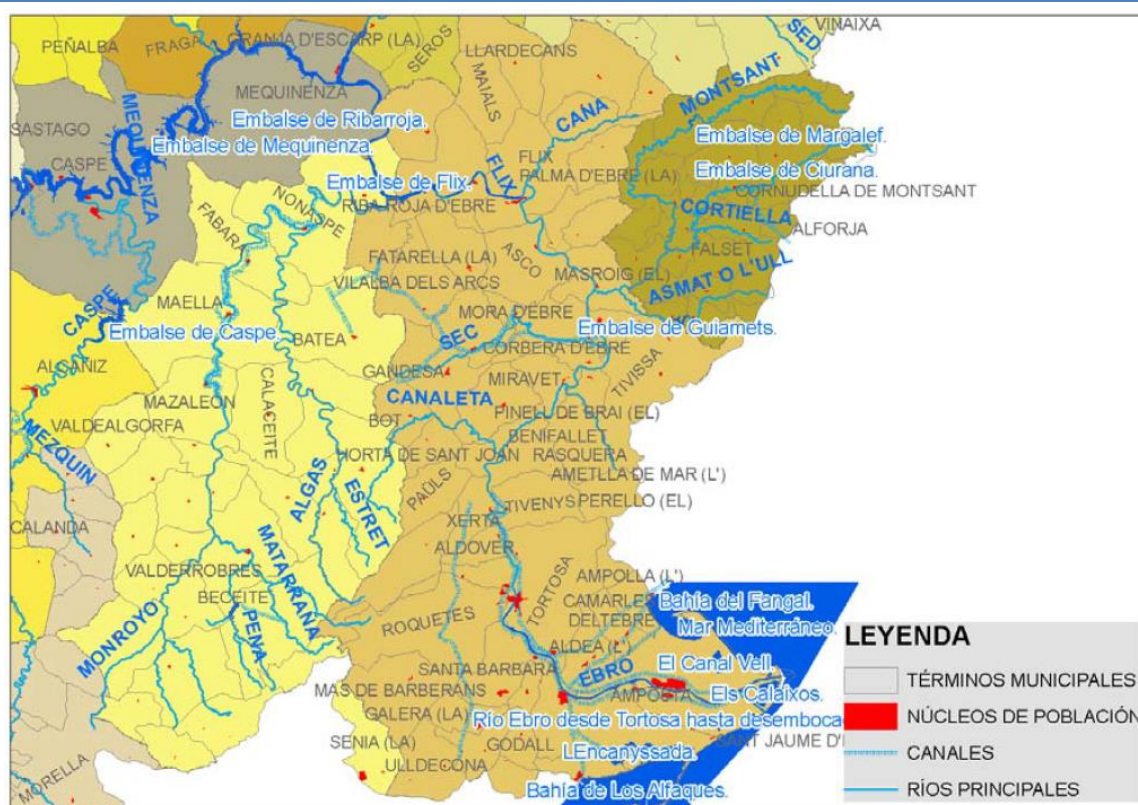 VINAIXA
PEÑALBA
FRAGA
GRANJA D'ESCARP (LA)
SEROS
LLARDECANS
SED
MAIALS
MONTSANT
MEQUINENZA
MEQUINENZA
SASTAGO
CASPE
Embalse de Ribarroja.
Embalse de Mequinenza.
CANA
Embalse de Margalef.
FLIX
PALMA D'EBRE (LA)
Embalse de Ciurana.
Embalse de Flix.
FLIX
CORNUDELLA DE MONTSANT
NONASPE
RIBA-ROJA D'EBRE
CORTIELLA
ALFORJA
FABARA
FALSET
ASCO
FATARELLA (LA)
MASROIG (EL)
ASMAT O L'ULL
VILALBA DELS ARCS
MAELLA
CASPE
MORA D'EBRE
Embalse de Caspe.
Embalse de Guiamets.
BATEA
SEC
CORBERA D'EBRE
ALCAÑIZ
GANDESA
MIRAVET
TIVISSA
CALACEITE
MAZALEON
CANALETA
BOT
PINELL DE BRAI (EL)
VALDEALGORFA
BENIFALLET
MEZQUIN
HORTA DE SANT JOAN
RASQUERA
AMETLLA DE MAR (L')
ALGAS
ESTRET
PAÜLS
TIVENYS
PERELLO (EL)
CALANDA
XERTA
MATARRANA
ALDOVER
VALDERROBRES
AMPOLLA (L')
TORTOSA
BECEITE
CAMARLES
Bahía del Fangal.
ROQUETES
DELTEBRE
Mar Mediterráneo.
MONROYO
PENA
ALDEA (L')
LEYENDA
SANTA BARBARA
EBRO
El Canal Vell.
TÉRMINOS MUNICIPALES
MAS DE BARBERANS
AMPOSTA
Els Calaixos.
GALERA (LA)
Río Ebro desde Tortosa hasta desemboca
NÚCLEOS DE POBLACIÓN
SENIA (LA)
GODALL
SANT JAUME D'
LEncanyssada.
CANALES
ULLDECONA
MORELLA
Bahía de Los Alfaques.
RÍOS PRINCIPALES